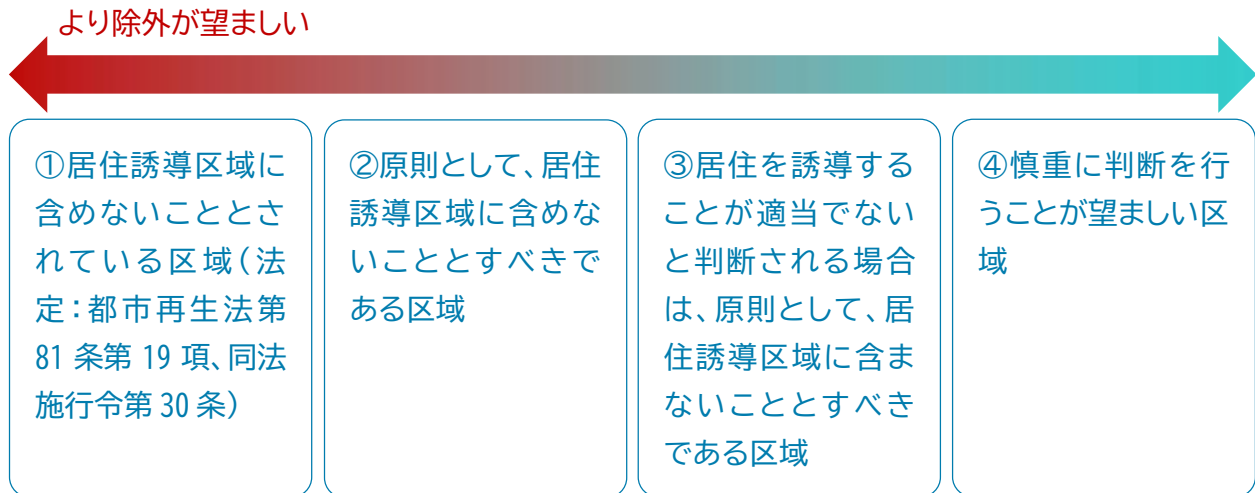 より除外が望ましい
①居住誘導区域に
含めないこととさ
れている区域（法
定：都市再生法第
81 条第 19 項、同法
施行令第 30 条）
②原則として、居住
誘導区域に含めな
いこととすべきで
ある区域
③居住を誘導する
ことが適当でない
と判断される場合
は、原則として、居
住誘導区域に含ま
ないこととすべき
である区域
④慎重に判断を行
うことが望ましい区
域